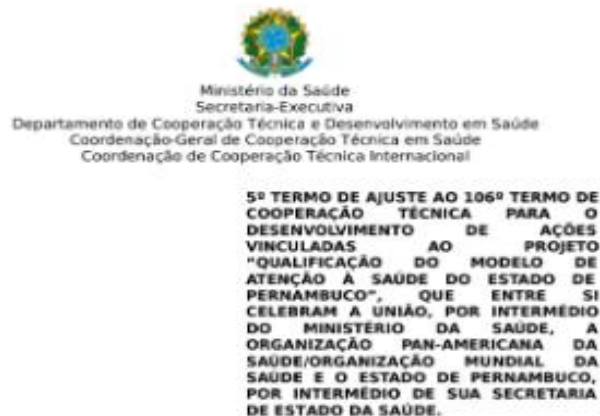 Ministério da Saúde
Secretaria-Executiva
Departamento de Cooperação Técnica e Desenvolvimento em Saúde
Coordenação-Geral de Cooperação Técnica em Saúde
Coordenação de Cooperação Técnica Internacional
5º TERMO DE AJUSTE AO 106º TERMO DE
COOPERAÇÃO TÉCNICA PARA O
DESENVOLVIMENTO DE AÇÕES
VINCULADAS AO PROJETO
"QUALIFICAÇÃO DO MODELO DE
ATENÇÃO À SAÚDE DO ESTADO DE
PERNAMBUCO", QUE ENTRE SI
CELEBRAM A UNIÃO, POR INTERMÉDIO
DO MINISTÉRIO DA SAÚDE, A
ORGANIZAÇÃO PAN-AMERICANA DA
SAÚDE/ORGANIZAÇÃO MUNDIAL DA
SAÚDE E O ESTADO DE PERNAMBUCO,
POR INTERMÉDIO DE SUA SECRETARIA
DE ESTADO DA SAÚDE.